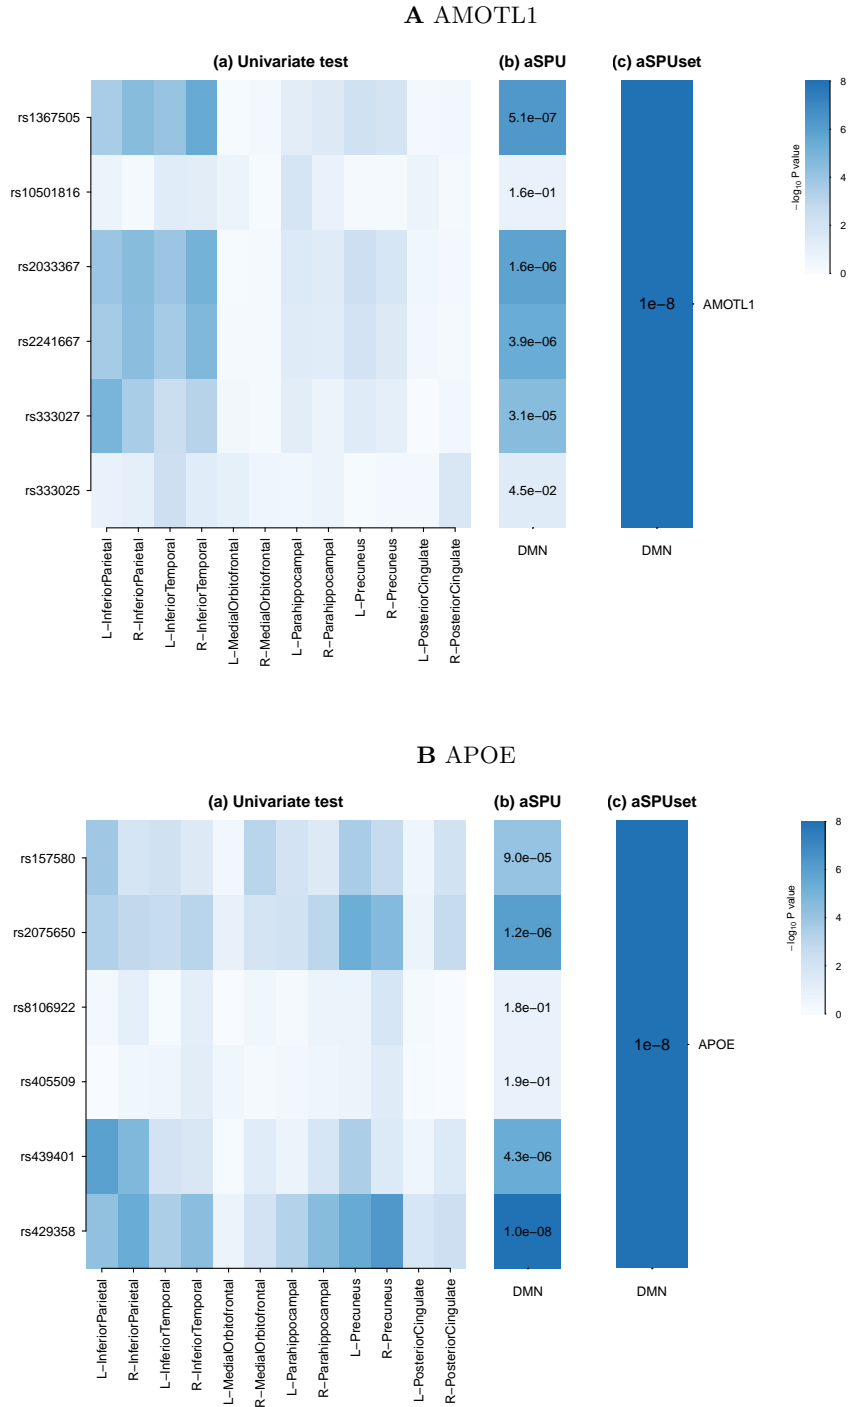 A AMOTL1
(a) Univariate test
(b) aSPU
(c) aSPUset
rs1367505
rs10501816
rs2033367
rs2241667
rs333027
rs333025
5.1e−07
1.6e−01
1.6e−06
3.9e−06
3.1e−05
4.5e−02
1e−8
AMOTL1
8
6
4
2
0
−log10 P value
L−InferiorParietal
R−InferiorParietal
L−InferiorTemporal
R−InferiorTemporal
L−MedialOrbitofrontal
R−MedialOrbitofrontal
L−Parahippocampal
R−Parahippocampal
L−Precuneus
R−Precuneus
L−PosteriorCingulate
R−PosteriorCingulate
DMN
DMN
B APOE
(a) Univariate test
(b) aSPU
(c) aSPUset
rs157580
rs2075650
rs8106922
rs405509
rs439401
rs429358
9.0e−05
1.2e−06
1.8e−01
1.9e−01
4.3e−06
1.0e−08
1e−8
APOE
8
6
4
2
0
−log10 P value
L−InferiorParietal
R−InferiorParietal
L−InferiorTemporal
R−InferiorTemporal
L−MedialOrbitofrontal
R−MedialOrbitofrontal
L−Parahippocampal
R−Parahippocampal
L−Precuneus
R−Precuneus
L−PosteriorCingulate
R−PosteriorCingulate
DMN
DMN